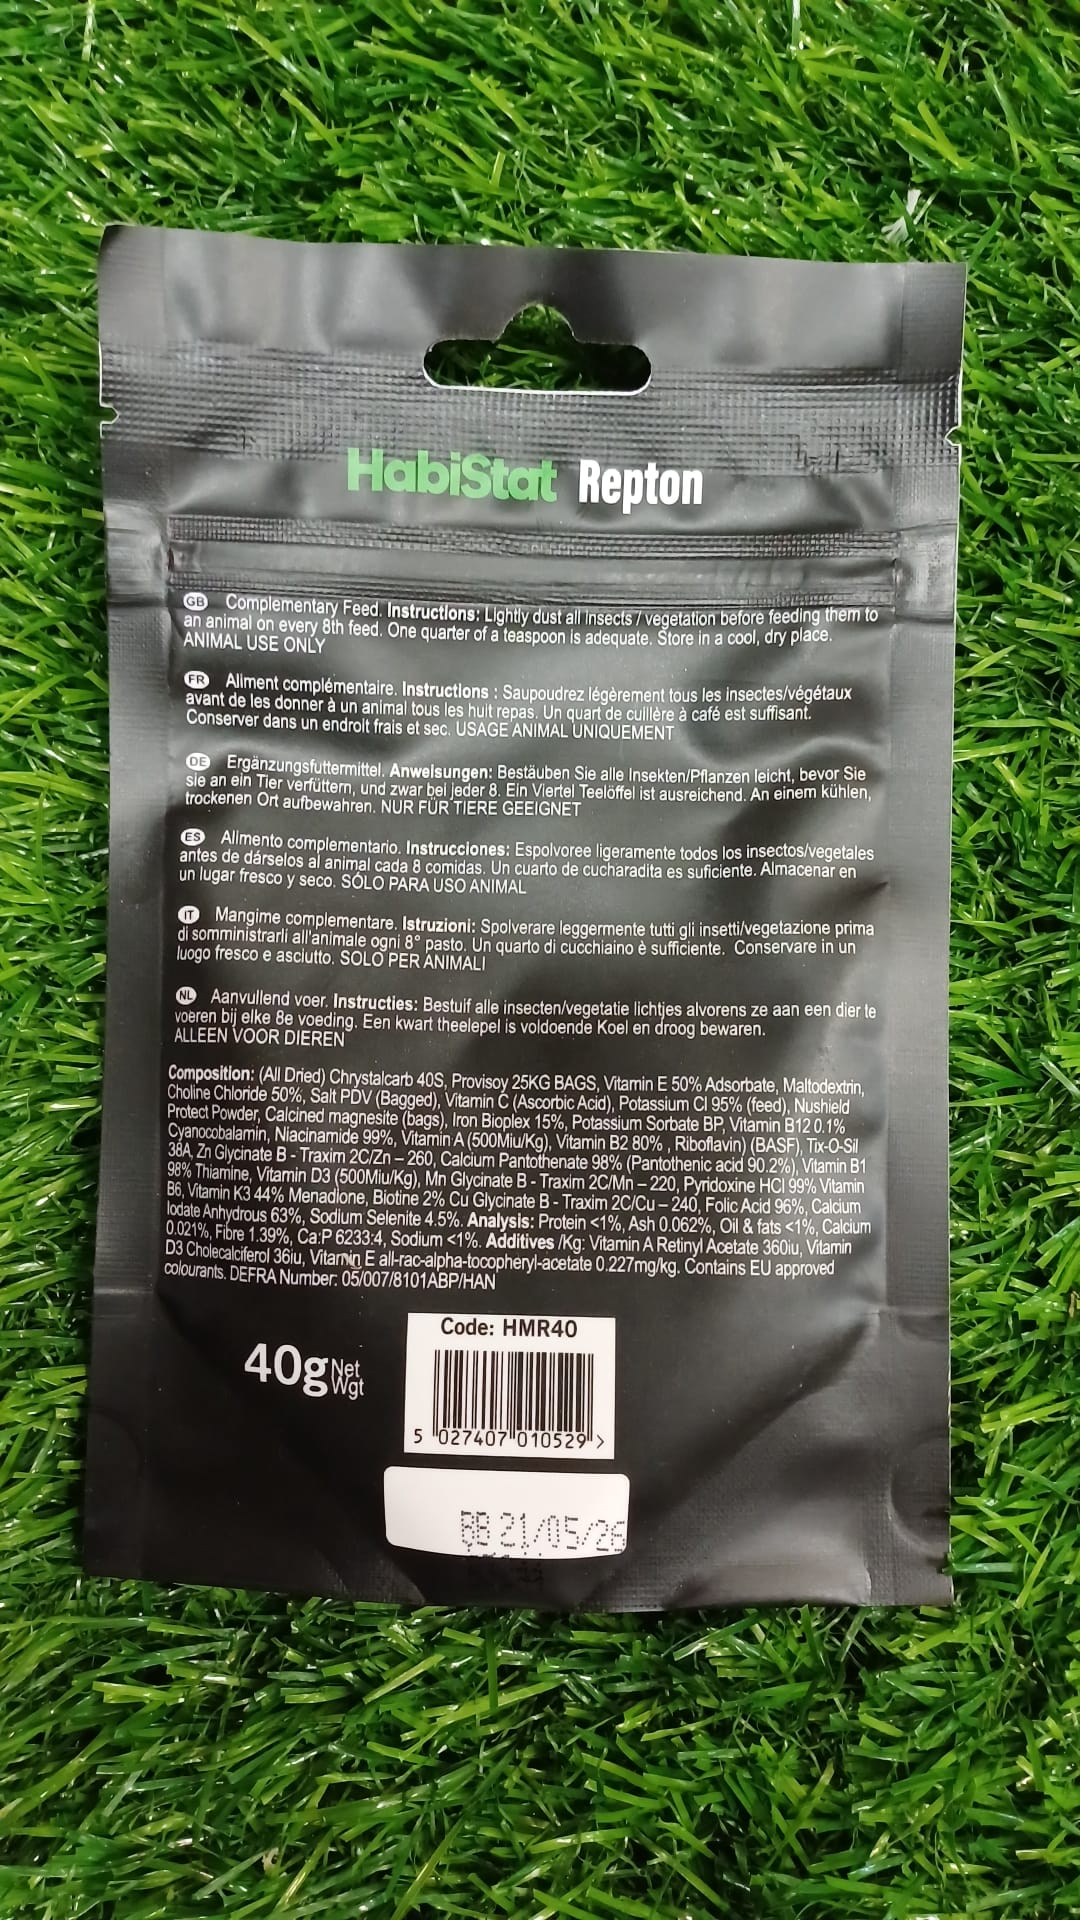 HabiStat Repton
GB Complementary Feed. Instructions: Lightly dust all insects / vegetation before feeding them to
an animal on every 8th feed. One quarter of a teaspoon is adequate. Store in a cool, dry place.
ANIMAL USE ONLY
FR Aliment complémentaire. Instructions : Saupoudrez légèrement tous les insectes/végétaux
avant de les donner à un animal tous les huit repas. Un quart de cuillère à café est suffisant.
Conserver dans un endroit frais et sec. USAGE ANIMAL UNIQUEMENT
DE Ergänzungsfuttermittel. Anweisungen: Bestäuben Sie alle Insekten/Pflanzen leicht, bevor Sie
sie an ein Tier verfüttern, und zwar bei jeder 8. Ein Viertel Teelöffel ist ausreichend. An einem kühlen,
trockenen Ort aufbewahren. NUR FÜR TIERE GEEIGNET
ES Alimento complementario. Instrucciones: Espolvoree ligeramente todos los insectos/vegetales
antes de dárselos al animal cada 8 comidas. Un cuarto de cucharadita es suficiente. Almacenar en
un lugar fresco y seco. SÓLO PARA USO ANIMAL
IT Mangime complementare. Istruzioni: Spolverare leggermente tutti gli insetti/vegetazione prima
di somministrarli all'animale ogni 8° pasto. Un quarto di cucchiaino è sufficiente. Conservare in un
luogo fresco e asciutto. SOLO PER ANIMALI
NL Aanvullend voer. Instructies: Bestuif alle insecten/vegetatie lichtjes alvorens ze aan een dier te
voeren bij elke 8e voeding. Een kwart theelepel is voldoende Koel en droog bewaren.
ALLEEN VOOR DIEREN
Composition: (All Dried) Chrystalcarb 40S, Provisoy 25KG BAGS, Vitamin E 50% Adsorbate, Maltodextrin,
Choline Chloride 50%, Salt PDV (Bagged), Vitamin C (Ascorbic Acid), Potassium Cl 95% (feed), Nushield
Protect Powder, Calcined magnesite (bags), Iron Bioplex 15%, Potassium Sorbate BP, Vitamin B12 0.1%
Cyanocobalamin, Niacinamide 99%, Vitamin A (500Miu/Kg), Vitamin B2 80% , Riboflavin) (BASF), Tix-O-Sil
38A, Zn Glycinate B - Traxim 2C/Zn – 260, Calcium Pantothenate 98% (Pantothenic acid 90.2%), Vitamin B1
98% Thiamine, Vitamin D3 (500Miu/Kg), Mn Glycinate B - Traxim 2C/Mn – 220, Pyridoxine HCl 99% Vitamin
B6, Vitamin K3 44% Menadione, Biotine 2% Cu Glycinate B - Traxim 2C/Cu – 240, Folic Acid 96%, Calcium
Iodate Anhydrous 63%, Sodium Selenite 4.5%. Analysis: Protein <1%, Ash 0.062%, Oil & fats <1%, Calcium
0.021%, Fibre 1.39%, Ca:P 6233:4, Sodium <1%. Additives /Kg: Vitamin A Retinyl Acetate 360iu, Vitamin
D3 Cholecalciferol 36iu, Vitamin E all-rac-alpha-tocopheryl-acetate 0.227mg/kg. Contains EU approved
colourants. DEFRA Number: 05/007/8101ABP/HAN
Code: HMR40
40g Net Wgt
5 027407 010529 >
BB 21/05/26